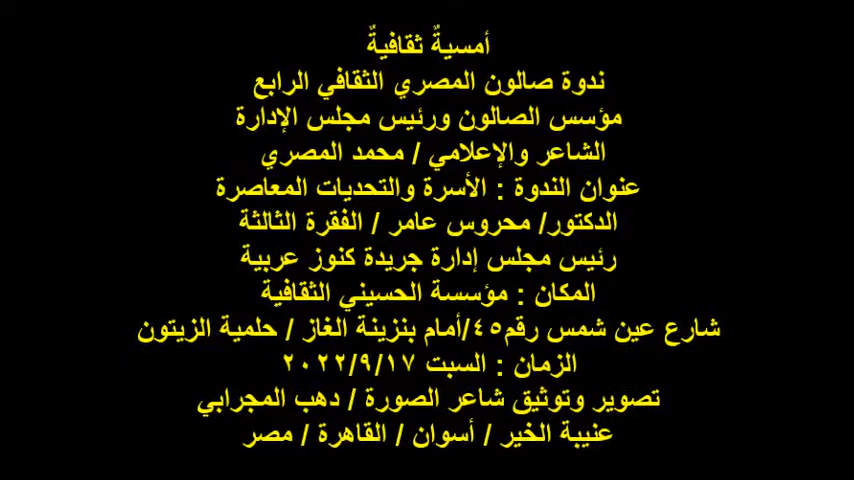 أمسيةٌ ثقافيةٌ
ندوة صالون المصري الثقافي الرابع
مؤسس الصالون ورئيس مجلس الإدارة
الشاعر والإعلامي / محمد المصري
عنوان الندوة : الأسرة والتحديات المعاصرة
الدكتور/ محروس عامر / الفقرة الثالثة
رئيس مجلس إدارة جريدة كنوز عربية
المكان : مؤسسة الحسيني الثقافية
شارع عين شمس رقم٤٥/أمام بنزينة الغاز / حلمية الزيتون
الزمان : السبت ٢٠٢٢/٩/١٧
تصوير وتوثيق شاعر الصورة / دهب المجرابي
عنيبة الخير / أسوان / القاهرة / مصر